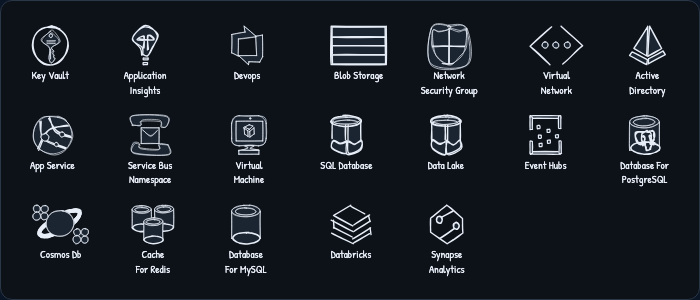 Key Vault
Application
Insights
Devops
Blob Storage
Network
Security Group
Virtual
Network
Active
Directory
App Service
Service Bus
Namespace
Virtual
Machine
SQL Database
Data Lake
Event Hubs
Database For
PostgreSQL
Cosmos Db
Cache
For Redis
Database
For MySQL
Databricks
Synapse
Analytics